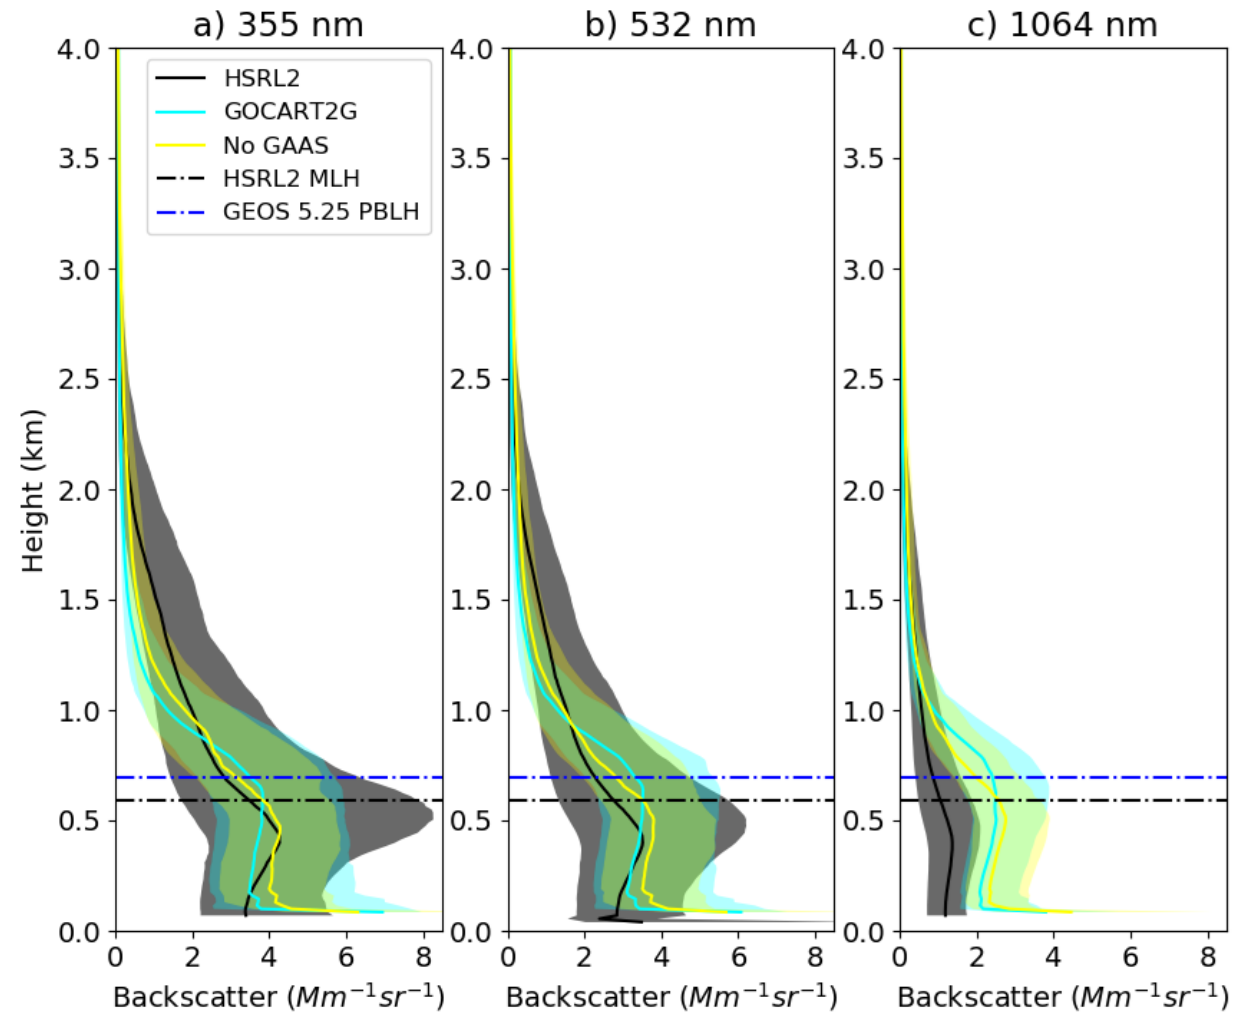 a) 355 nm
b) 532 nm
c) 1064 nm
HSRL2
GOCART2G
No GAAS
HSRL2 MLH
GEOS 5.25 PBLH
Height (km)
4.0
3.5
3.0
2.5
2.0
1.5
1.0
0.5
0.0
0 2 4 6 8
Backscatter (Mm⁻¹sr⁻¹)
4.0
3.5
3.0
2.5
2.0
1.5
1.0
0.5
0.0
0 2 4 6 8
Backscatter (Mm⁻¹sr⁻¹)
4.0
3.5
3.0
2.5
2.0
1.5
1.0
0.5
0.0
0 2 4 6 8
Backscatter (Mm⁻¹sr⁻¹)